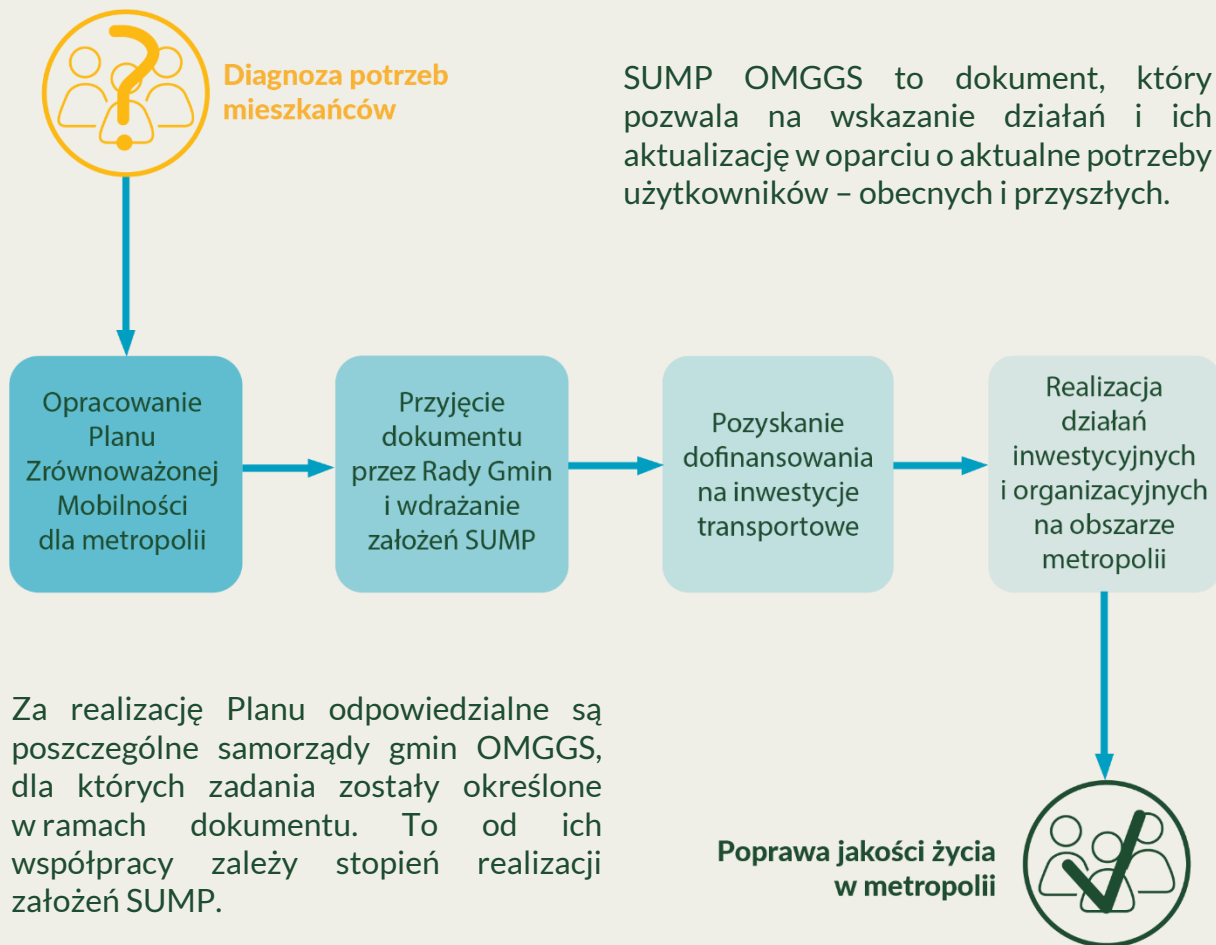 Diagnoza potrzeb
mieszkańców
SUMP OMGGS to dokument, który
pozwala na wskazanie działań i ich
aktualizację w oparciu o aktualne potrzeby
użytkowników – obecnych i przyszłych.
Opracowanie
Planu
Zrównoważonej
Mobilności
dla metropolii
Przyjęcie
dokumentu
przez Rady Gmin
i wdrażanie
założeń SUMP
Pozyskanie
dofinansowania
na inwestycje
transportowe
Realizacja
działań
inwestycyjnych
i organizacyjnych
na obszarze
metropolii
Za realizację Planu odpowiedzialne są
poszczególne samorządy gmin OMGGS,
dla których zadania zostały określone
w ramach dokumentu. To od ich
współpracy zależy stopień realizacji
założeń SUMP.
Poprawa jakości życia
w metropolii